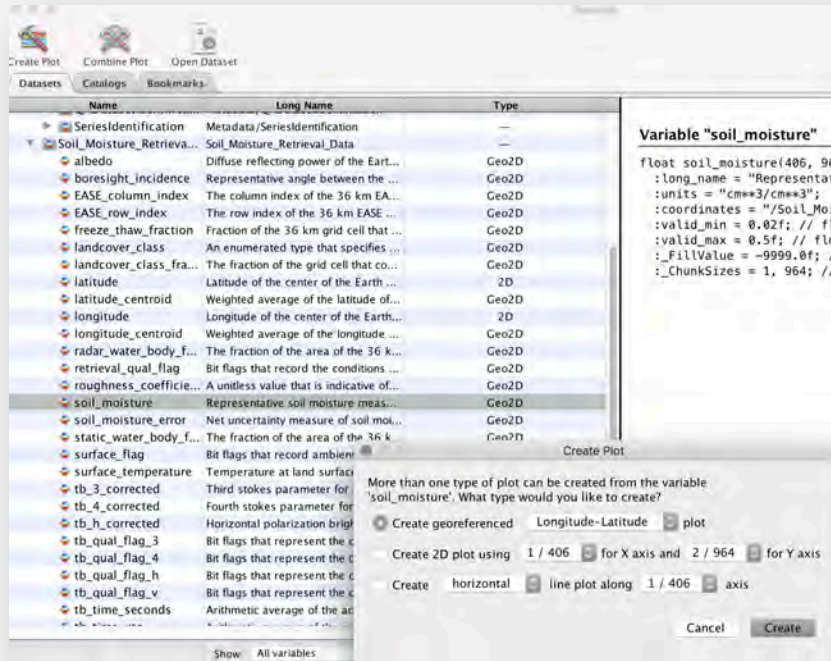 Create Plot Combine Plot Open Dataset
Datasets Catalogs Bookmarks
Name Long Name Type
SeriesIdentification Metadata/SeriesIdentification —
Soil_Moisture_Retrieva... Soil_Moisture_Retrieval_Data —
albedo Diffuse reflecting power of the Eart... Geo2D
boresight_incidence Representative angle between the ... Geo2D
EASE_column_index The column index of the 36 km EA... Geo2D
EASE_row_index The row index of the 36 km EASE ... Geo2D
freeze_thaw_fraction Fraction of the 36 km grid cell that ... Geo2D
landcover_class An enumerated type that specifies ... Geo2D
landcover_class_fra... The fraction of the grid cell that co... Geo2D
latitude Latitude of the center of the Earth ... 2D
latitude_centroid Weighted average of the latitude of... Geo2D
longitude Longitude of the center of the Earth... 2D
longitude_centroid Weighted average of the longitude ... Geo2D
radar_water_body_f... The fraction of the area of the 36 k... Geo2D
retrieval_qual_flag Bit flags that record the conditions ... Geo2D
roughness_coefficie... A unitless value that is indicative of... Geo2D
soil_moisture Representative soil moisture meas... Geo2D
soil_moisture_error Net uncertainty measure of soil moi... Geo2D
static_water_body_f... The fraction of the area of the 36 k... Geo2D
surface_flag Bit flags that record ambien
surface_temperature Temperature at land surfac
tb_3_corrected Third stokes parameter for
tb_4_corrected Fourth stokes parameter for
tb_h_corrected Horizontal polarization brigh
tb_qual_flag_3 Bit flags that represent the c
tb_qual_flag_4 Bit flags that represent the c
tb_qual_flag_h Bit flags that represent the c
tb_qual_flag_v Bit flags that represent the c
tb_time_seconds Arithmetic average of the ac
Show: All variables
Variable "soil_moisture"
float soil_moisture(406, 96
:long_name = "Representat
:units = "cm**3/cm**3";
:coordinates = "/Soil_Moi
:valid_min = 0.02f; // fl
:valid_max = 0.5f; // flo
:_FillValue = -9999.0f; /
:_ChunkSizes = 1, 964; //
Create Plot
More than one type of plot can be created from the variable
'soil_moisture'. What type would you like to create?
Create georeferenced Longitude-Latitude plot
Create 2D plot using 1 / 406 for X axis and 2 / 964 for Y axis
Create horizontal line plot along 1 / 406 axis
Cancel Create